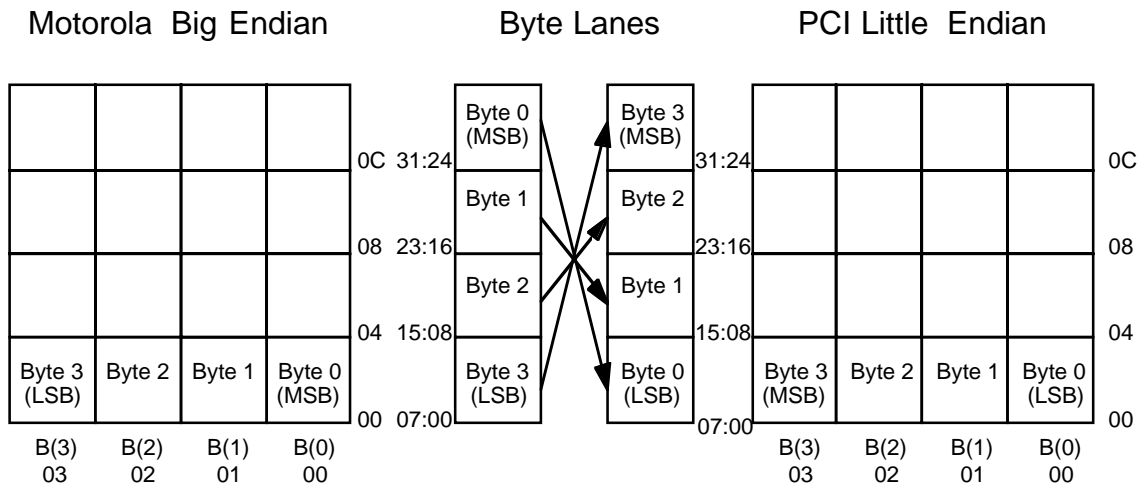 Motorola Big Endian
Byte Lanes
PCI Little Endian
Byte 0
(MSB)
Byte 3
(MSB)
0C 31:24
31:24
0C
Byte 1
Byte 2
08 23:16
23:16
08
Byte 2
Byte 1
04 15:08
15:08
04
Byte 3
(LSB)
Byte 2
Byte 1
Byte 0
(MSB)
Byte 3
(LSB)
Byte 0
(LSB)
Byte 3
(MSB)
Byte 2
Byte 1
Byte 0
(LSB)
00 07:00
07:00
00
B(3) B(2) B(1) B(0)
03 02 01 00
B(3) B(2) B(1) B(0)
03 02 01 00